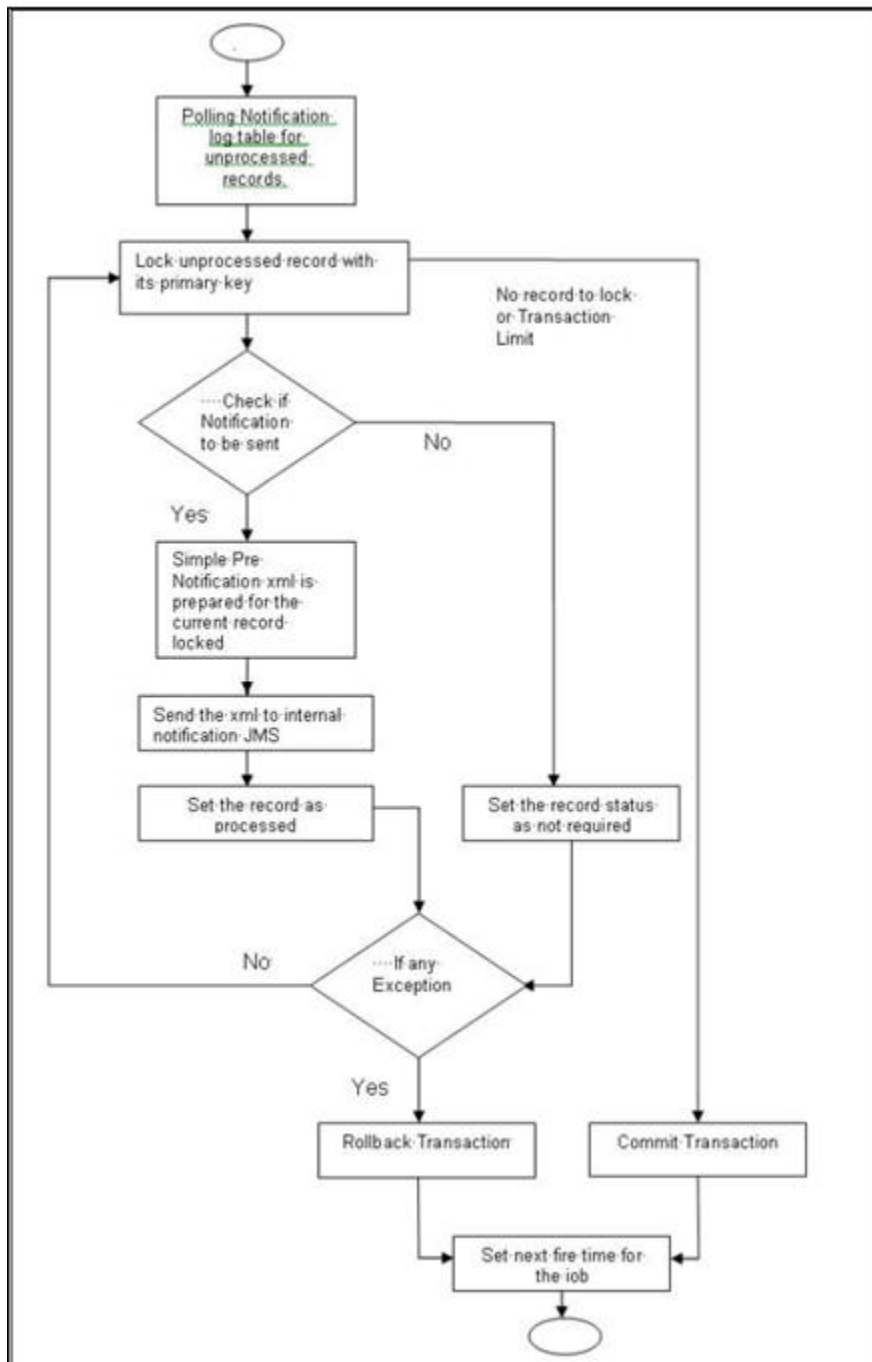 Polling Notification
log table for
unprocessed
records.
Lock unprocessed record with
its primary key
No record to lock
or Transaction
Limit
Check if
Notification
to be sent
No
Yes
Simple Pre
Notification xml is
prepared for the
current record
locked
Send the xml to internal
notification JMS
Set the record as
processed
Set the record status
as not required
If any
Exception
No
Yes
Rollback Transaction
Commit Transaction
Set next fire time for
the job